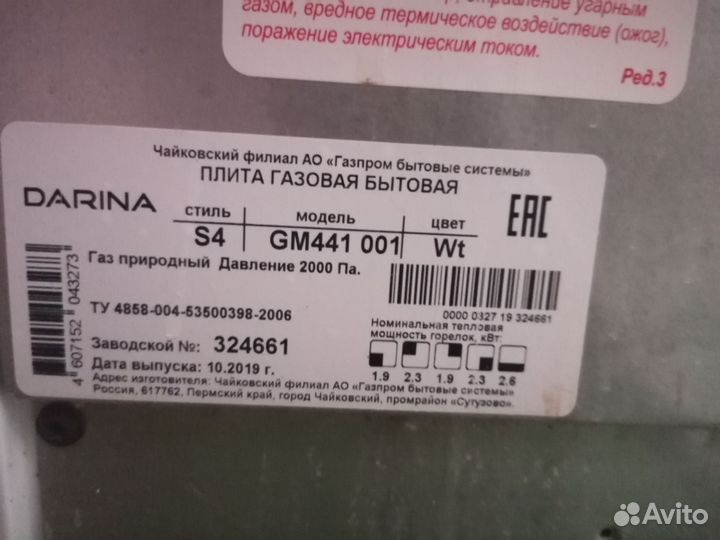 отравление угарным
газом, вредное термическое воздействие (ожог),
поражение электрическим током.
Ред.3
Чайковский филиал АО «Газпром бытовые системы»
ПЛИТА ГАЗОВАЯ БЫТОВАЯ
DARINA
стиль модель цвет
S4 GM441 001 Wt
EAC
Газ природный Давление 2000 Па.
0000 0327 19 324661
ТУ 4858-004-53500398-2006
Номинальная тепловая
мощность горелок, кВт:
Заводской №: 324661
1.9 2.3 1.9 2.3 2.6
Дата выпуска: 10.2019 г.
4 607152 043273
Адрес изготовителя: Чайковский филиал АО «Газпром бытовые системы»
Россия, 617762, Пермский край, город Чайковский, промрайон «Сутузово».
Avito